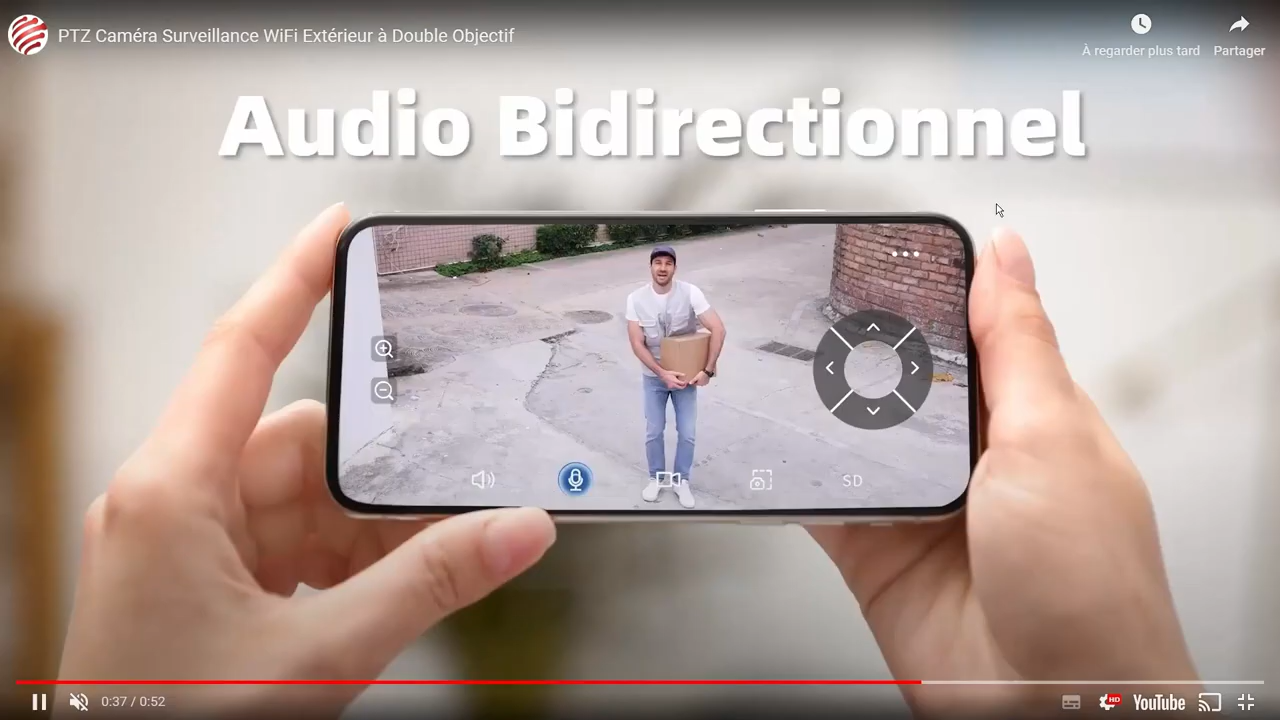 PTZ Caméra Surveillance WiFi Extérieur à Double Objectif
À regarder plus tard
Partager
Audio Bidirectionnel
SD
0:37 / 0:52
HD
YouTube